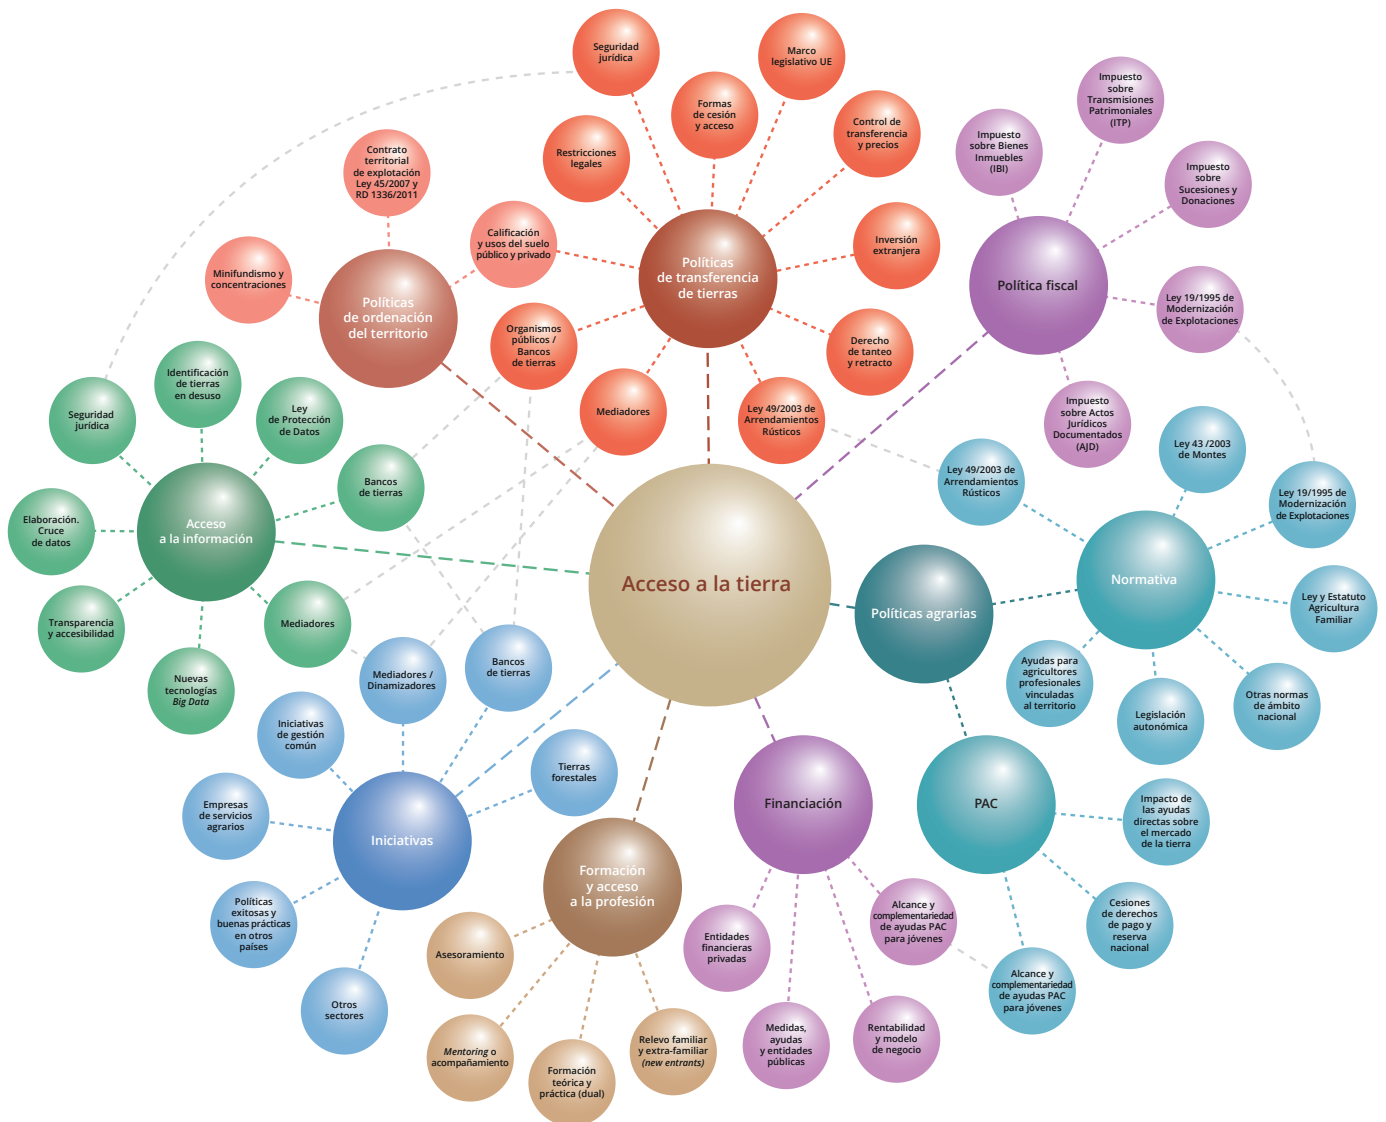 Seguridad
jurídica
Marco
legislativo UE
Formas
de cesión
y acceso
Control de
transferencia
y precios
Restricciones
legales
Impuesto
sobre
Transmisiones
Patrimoniales
(ITP)
Impuesto
sobre Bienes
Inmuebles
(IBI)
Impuesto
sobre
Sucesiones y
Donaciones
Contrato
territorial
de explotación
Ley 45/2007 y
RD 1336/2011
Calificación
y usos del suelo
público y privado
Inversión
extranjera
Minifundismo y
concentraciones
Políticas
de transferencia
de tierras
Política fiscal
Políticas
de ordenación
del territorio
Ley 19/1995 de
Modernización
de Explotaciones
Organismos
públicos /
Bancos
de tierras
Derecho
de tanteo
y retracto
Identificación
de tierras
en desuso
Seguridad
jurídica
Ley
de Protección
de Datos
Mediadores
Ley 49/2003 de
Arrendamientos
Rústicos
Impuesto
sobre Actos
Jurídicos
Documentados
(AJD)
Ley 43 /2003
de Montes
Bancos
de tierras
Ley 49/2003 de
Arrendamientos
Rústicos
Ley 19/1995 de
Modernización
de Explotaciones
Elaboración.
Cruce
de datos
Acceso
a la información
Acceso a la tierra
Políticas agrarias
Normativa
Ley y Estatuto
Agricultura
Familiar
Transparencia
y accesibilidad
Mediadores
Nuevas
tecnologías
Big Data
Mediadores /
Dinamizadores
Bancos
de tierras
Ayudas para
agricultores
profesionales
vinculadas
al territorio
Legislación
autonómica
Otras normas
de ámbito
nacional
Iniciativas
de gestión
común
Tierras
forestales
Empresas
de servicios
agrarios
Iniciativas
Financiación
PAC
Impacto de
las ayudas
directas sobre
el mercado
de la tierra
Formación
y acceso
a la profesión
Políticas
exitosas y
buenas prácticas
en otros
países
Asesoramiento
Entidades
financieras
privadas
Alcance y
complementariedad
de ayudas PAC
para jóvenes
Cesiones
de derechos
de pago y
reserva
nacional
Alcance y
complementariedad
de ayudas PAC
para jóvenes
Otros
sectores
Mentoring o
acompañamiento
Formación
teórica y
práctica (dual)
Relevo familiar
y extra-familiar
(new entrants)
Medidas,
ayudas
y entidades
públicas
Rentabilidad
y modelo
de negocio